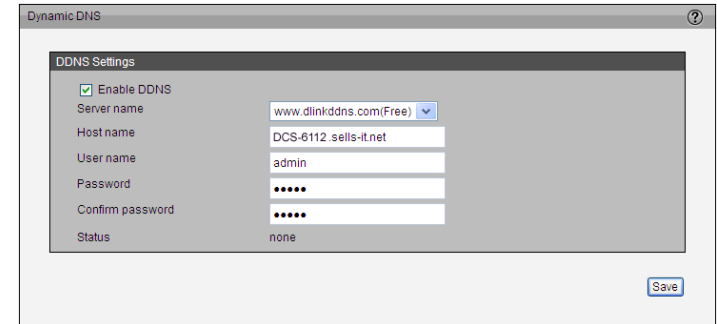 Dynamic DNS ?
DDNS Settings
Enable DDNS
Server name www.dlinkddns.com(Free)
Host name DCS-6112.sells-it.net
User name admin
Password •••••
Confirm password •••••
Status none
Save